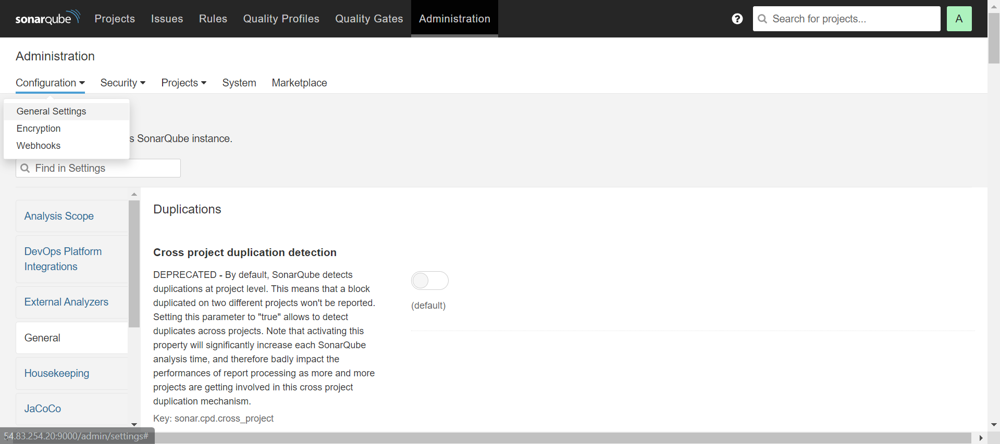 sonarqube Projects Issues Rules Quality Profiles Quality Gates Administration ? Search for projects... A
Administration
Configuration Security Projects System Marketplace
General Settings
Encryption
Webhooks
s SonarQube instance.
Find in Settings
Analysis Scope
DevOps Platform
Integrations
External Analyzers
General
Housekeeping
JaCoCo
Duplications
Cross project duplication detection
DEPRECATED - By default, SonarQube detects
duplications at project level. This means that a block
duplicated on two different projects won't be reported.
Setting this parameter to "true" allows to detect
duplicates across projects. Note that activating this
property will significantly increase each SonarQube
analysis time, and therefore badly impact the
performances of report processing as more and more
projects are getting involved in this cross project
duplication mechanism.
Key: sonar.cpd.cross_project
(default)
54.83.254.20:9000/admin/settings#